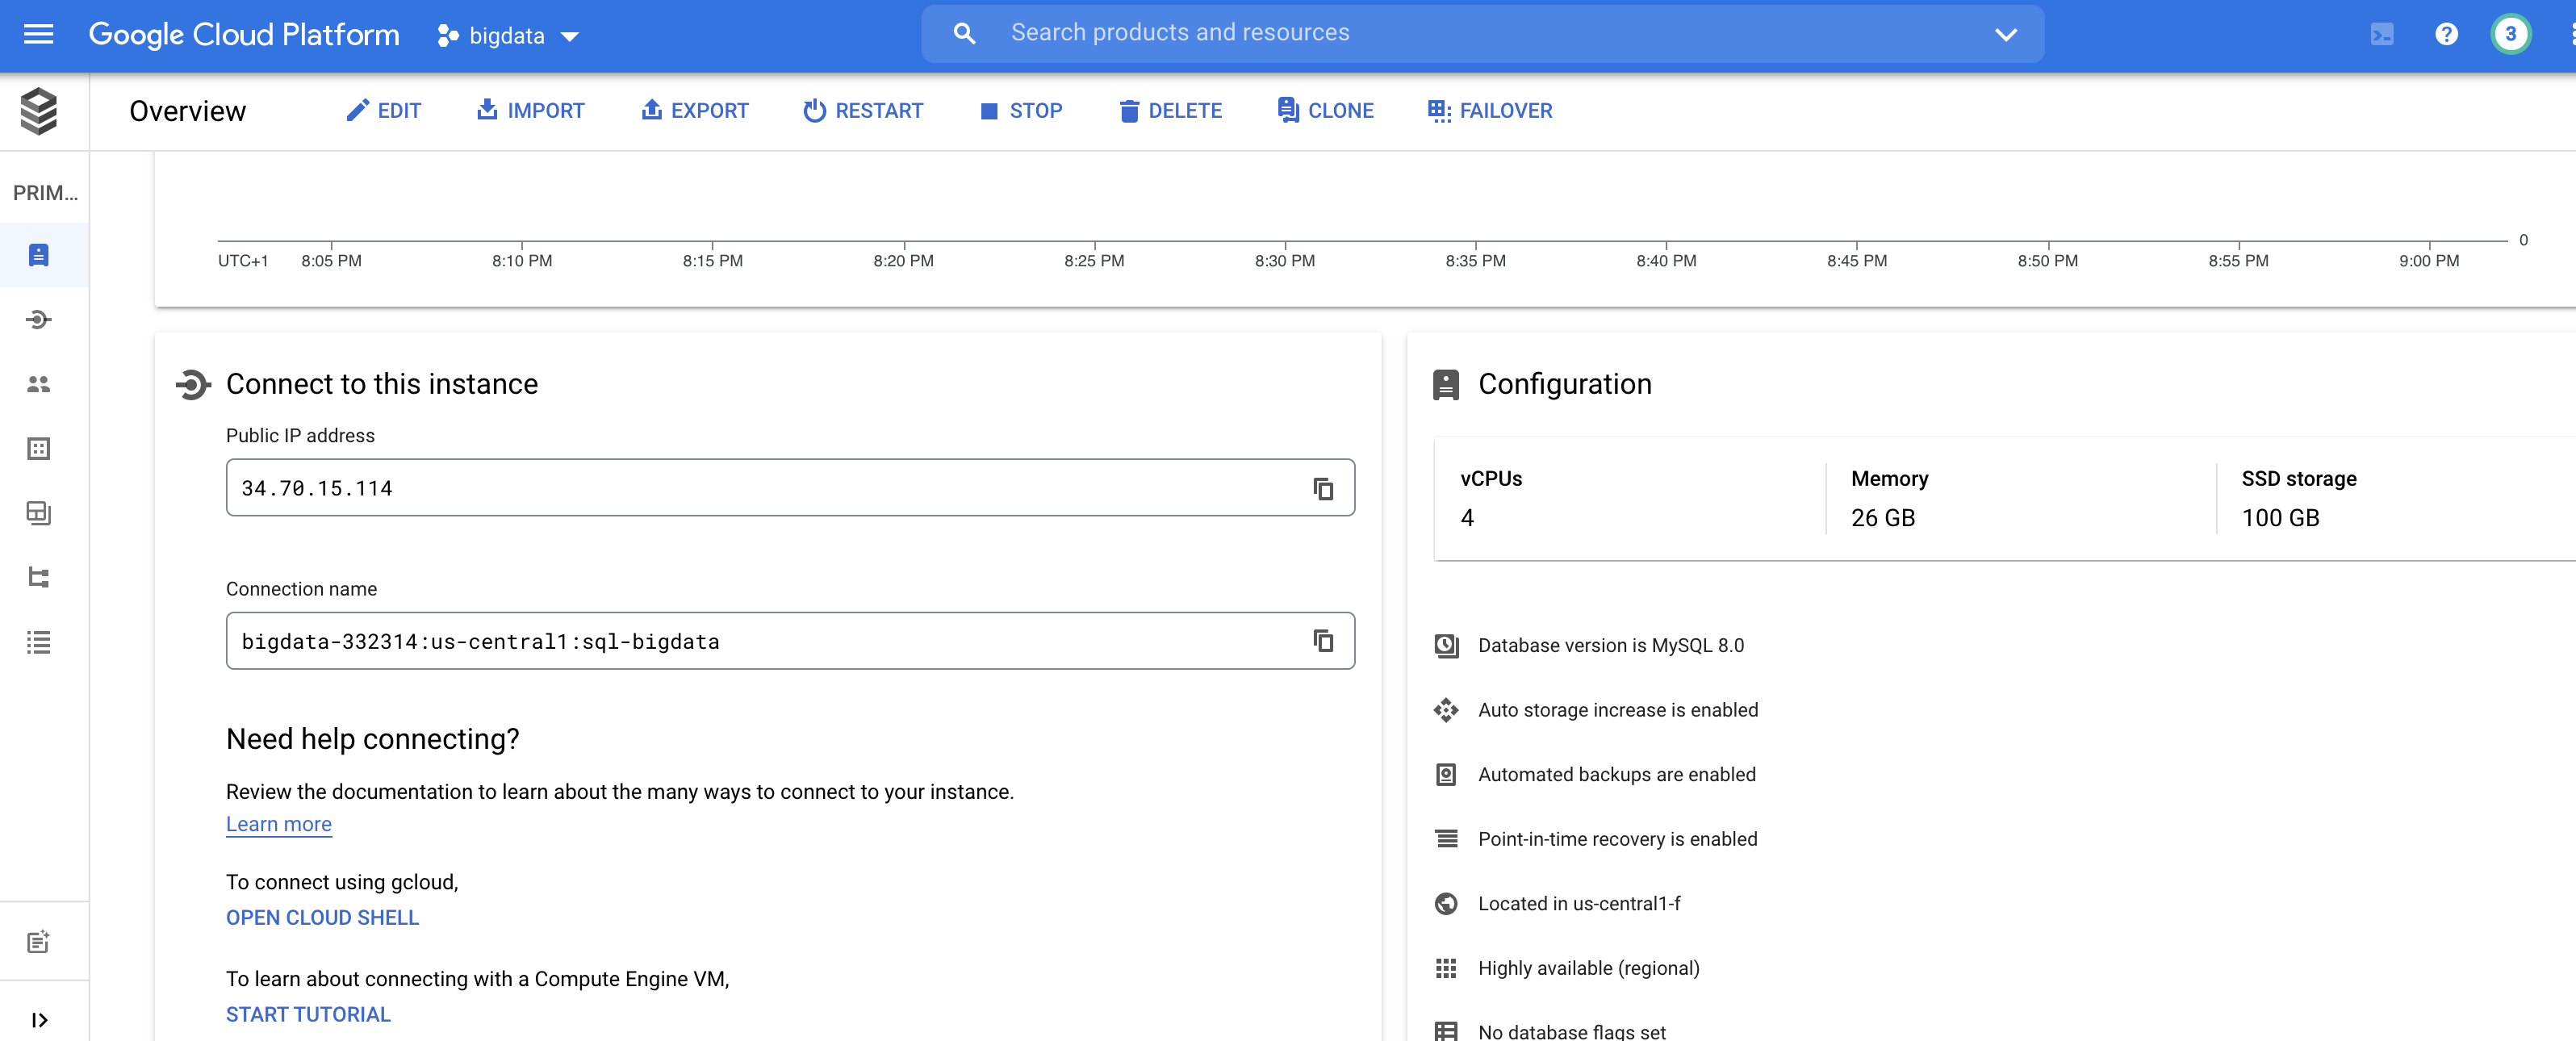 Google Cloud Platform bigdata Search products and resources 3
Overview EDIT IMPORT EXPORT RESTART STOP DELETE CLONE FAILOVER
PRIM...
0
UTC+1 8:05 PM 8:10 PM 8:15 PM 8:20 PM 8:25 PM 8:30 PM 8:35 PM 8:40 PM 8:45 PM 8:50 PM 8:55 PM 9:00 PM
Connect to this instance
Public IP address
34.70.15.114
Connection name
bigdata-332314:us-central1:sql-bigdata
Need help connecting?
Review the documentation to learn about the many ways to connect to your instance.
Learn more
To connect using gcloud,
OPEN CLOUD SHELL
To learn about connecting with a Compute Engine VM,
START TUTORIAL
Configuration
vCPUs Memory SSD storage
4 26 GB 100 GB
Database version is MySQL 8.0
Auto storage increase is enabled
Automated backups are enabled
Point-in-time recovery is enabled
Located in us-central1-f
Highly available (regional)
No database flags set